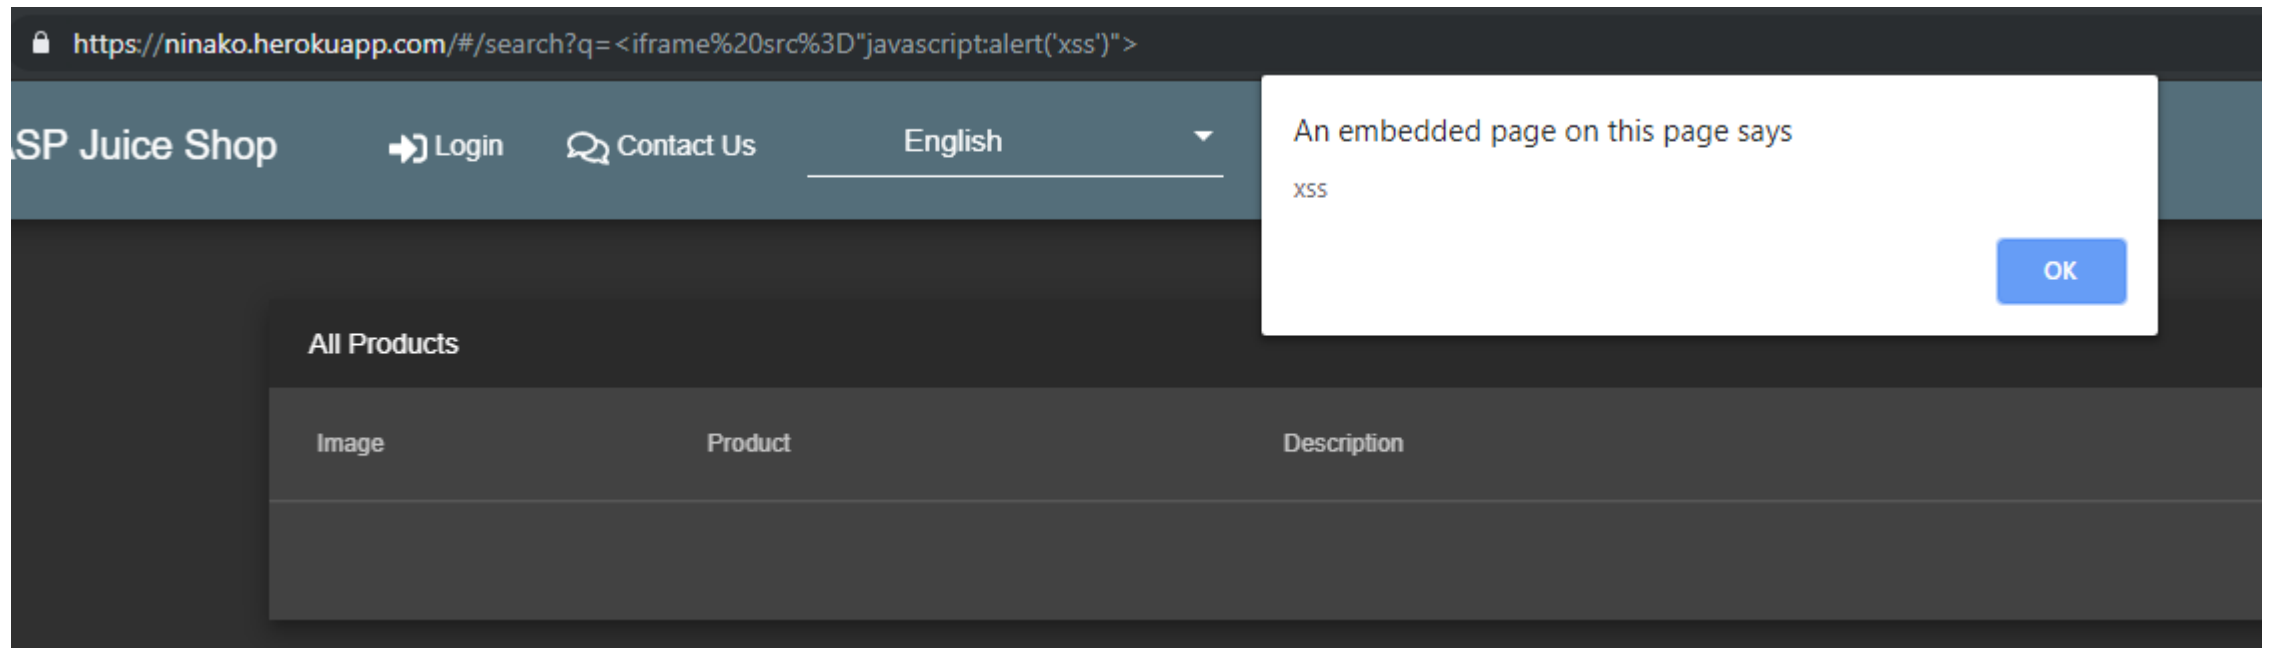 https://ninako.herokuapp.com/#/search?q=<iframe%20src%3D"javascript:alert('xss')">
SP Juice Shop
Login
Contact Us
English
An embedded page on this page says
xss
OK
All Products
Image
Product
Description